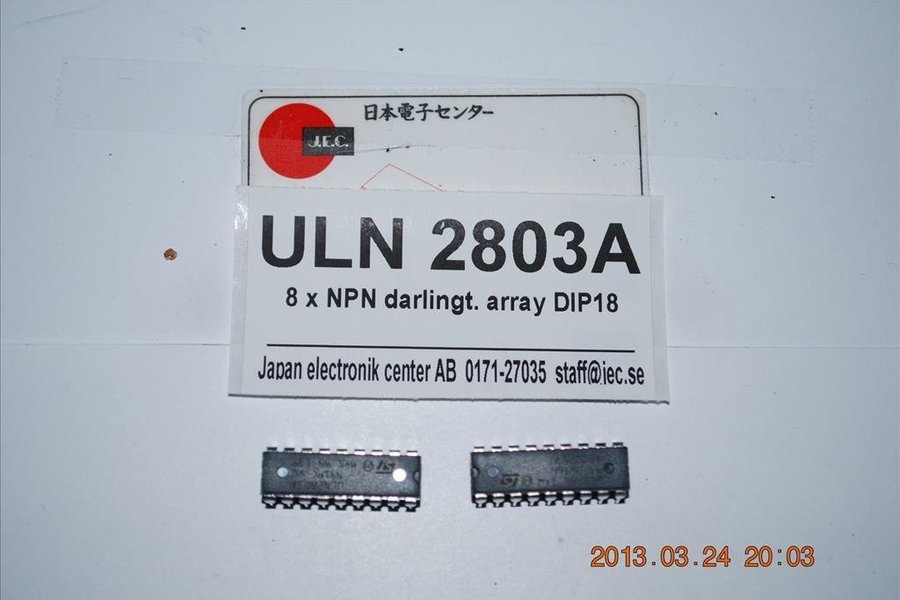 日本電子センター
J.E.C.
ULN 2803A
8 x NPN darlingt. array DIP18
Japan electronik center AB 0171-27035 staff@jec.se
2013.03.24 20:03